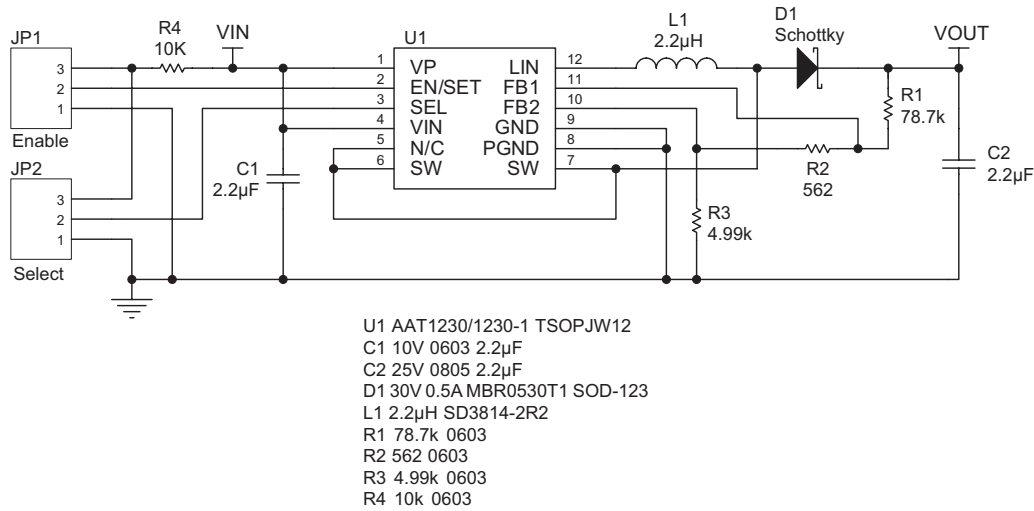 JP1
3
2
1
Enable
JP2
3
2
1
Select
R4
10K
VIN
C1
2.2µF
U1
1 VP LIN 12
2 EN/SET FB1 11
3 SEL FB2 10
4 VIN GND 9
5 N/C PGND 8
6 SW SW 7
L1
2.2µH
D1
Schottky
VOUT
R1
78.7k
R2
562
R3
4.99k
C2
2.2µF
U1 AAT1230/1230-1 TSOPJW12
C1 10V 0603 2.2µF
C2 25V 0805 2.2µF
D1 30V 0.5A MBR0530T1 SOD-123
L1 2.2µH SD3814-2R2
R1 78.7k 0603
R2 562 0603
R3 4.99k 0603
R4 10k 0603